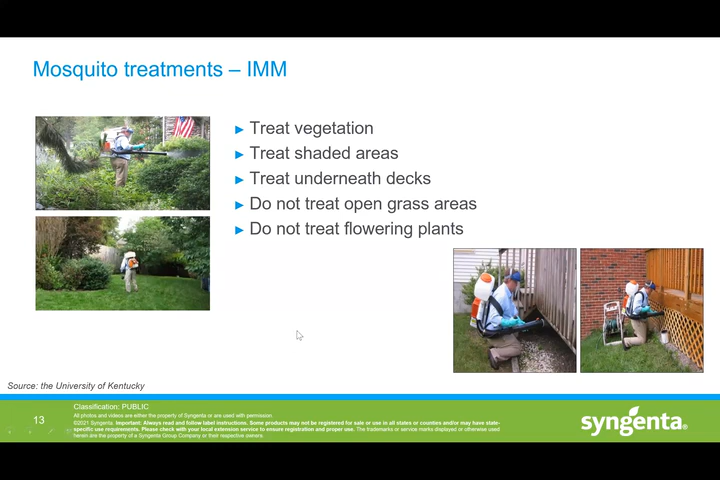 Mosquito treatments – IMM
► Treat vegetation
► Treat shaded areas
► Treat underneath decks
► Do not treat open grass areas
► Do not treat flowering plants
Source: the University of Kentucky
13
Classification: PUBLIC
All photos and videos are either the property of Syngenta or are used with permission.
©2021 Syngenta. Important: Always read and follow label instructions. Some products may not be registered for sale or use in all states or counties and/or may have state-
specific use requirements. Please check with your local extension service to ensure registration and proper use. The trademarks or service marks displayed or otherwise used
herein are the property of a Syngenta Group Company or their respective owners.
syngenta®